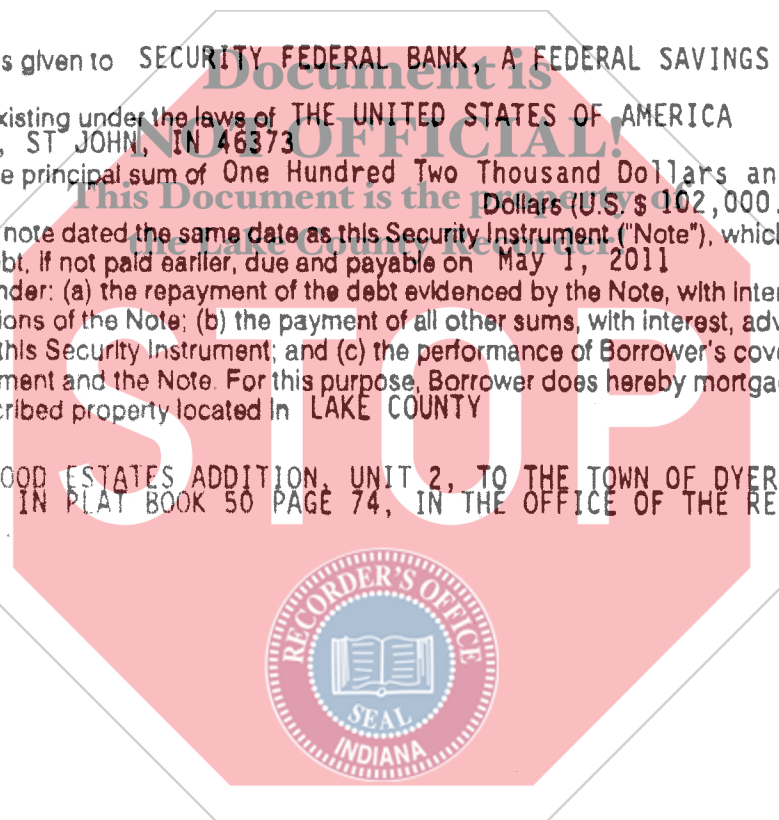 s given to SECURITY FEDERAL BANK, A FEDERAL SAVINGS
Document is
xisting under the laws of THE UNITED STATES OF AMERICA
, ST JOHN, IN 46373
NOT OFFICIAL!
e principal sum of One Hundred Two Thousand Dollars an
This Document is the property of
Dollars (U.S. $ 102,000.
note dated the same date as this Security Instrument ("Note"), which
the Lake County Recorder!
bt, if not paid earlier, due and payable on May 1, 2011
nder: (a) the repayment of the debt evidenced by the Note, with inter
ions of the Note; (b) the payment of all other sums, with interest, adv
this Security Instrument; and (c) the performance of Borrower's cove
ment and the Note. For this purpose, Borrower does hereby mortga
cribed property located in LAKE COUNTY
STOP
OOD ESTATES ADDITION, UNIT 2, TO THE TOWN OF DYER
IN PLAT BOOK 50 PAGE 74, IN THE OFFICE OF THE RE
RECORDER'S OFFICE
SEAL
INDIANA